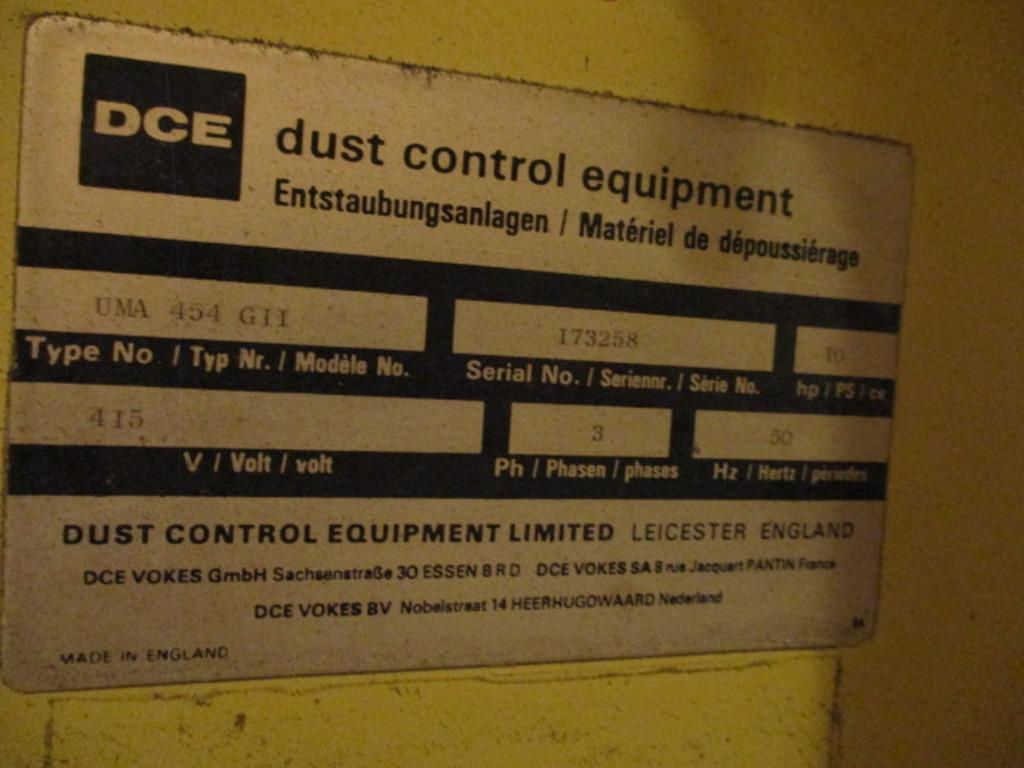 DCE
dust control equipment
Entstaubungsanlagen / Matériel de dépoussiérage
UMA 454 GII
173258
10
Type No / Typ Nr. / Modèle No.
Serial No. / Seriennr. / Série No.
hp / PS / cv
415
3
50
V / Volt / volt
Ph / Phasen / phases
Hz / Hertz / périodes
DUST CONTROL EQUIPMENT LIMITED LEICESTER ENGLAND
DCE VOKES GmbH Sachsenstraße 30 ESSEN BRD DCE VOKES SA 8 rue Jacquart PANTIN France
DCE VOKES BV Nobelstraat 14 HEERHUGOWAARD Nederland
MADE IN ENGLAND